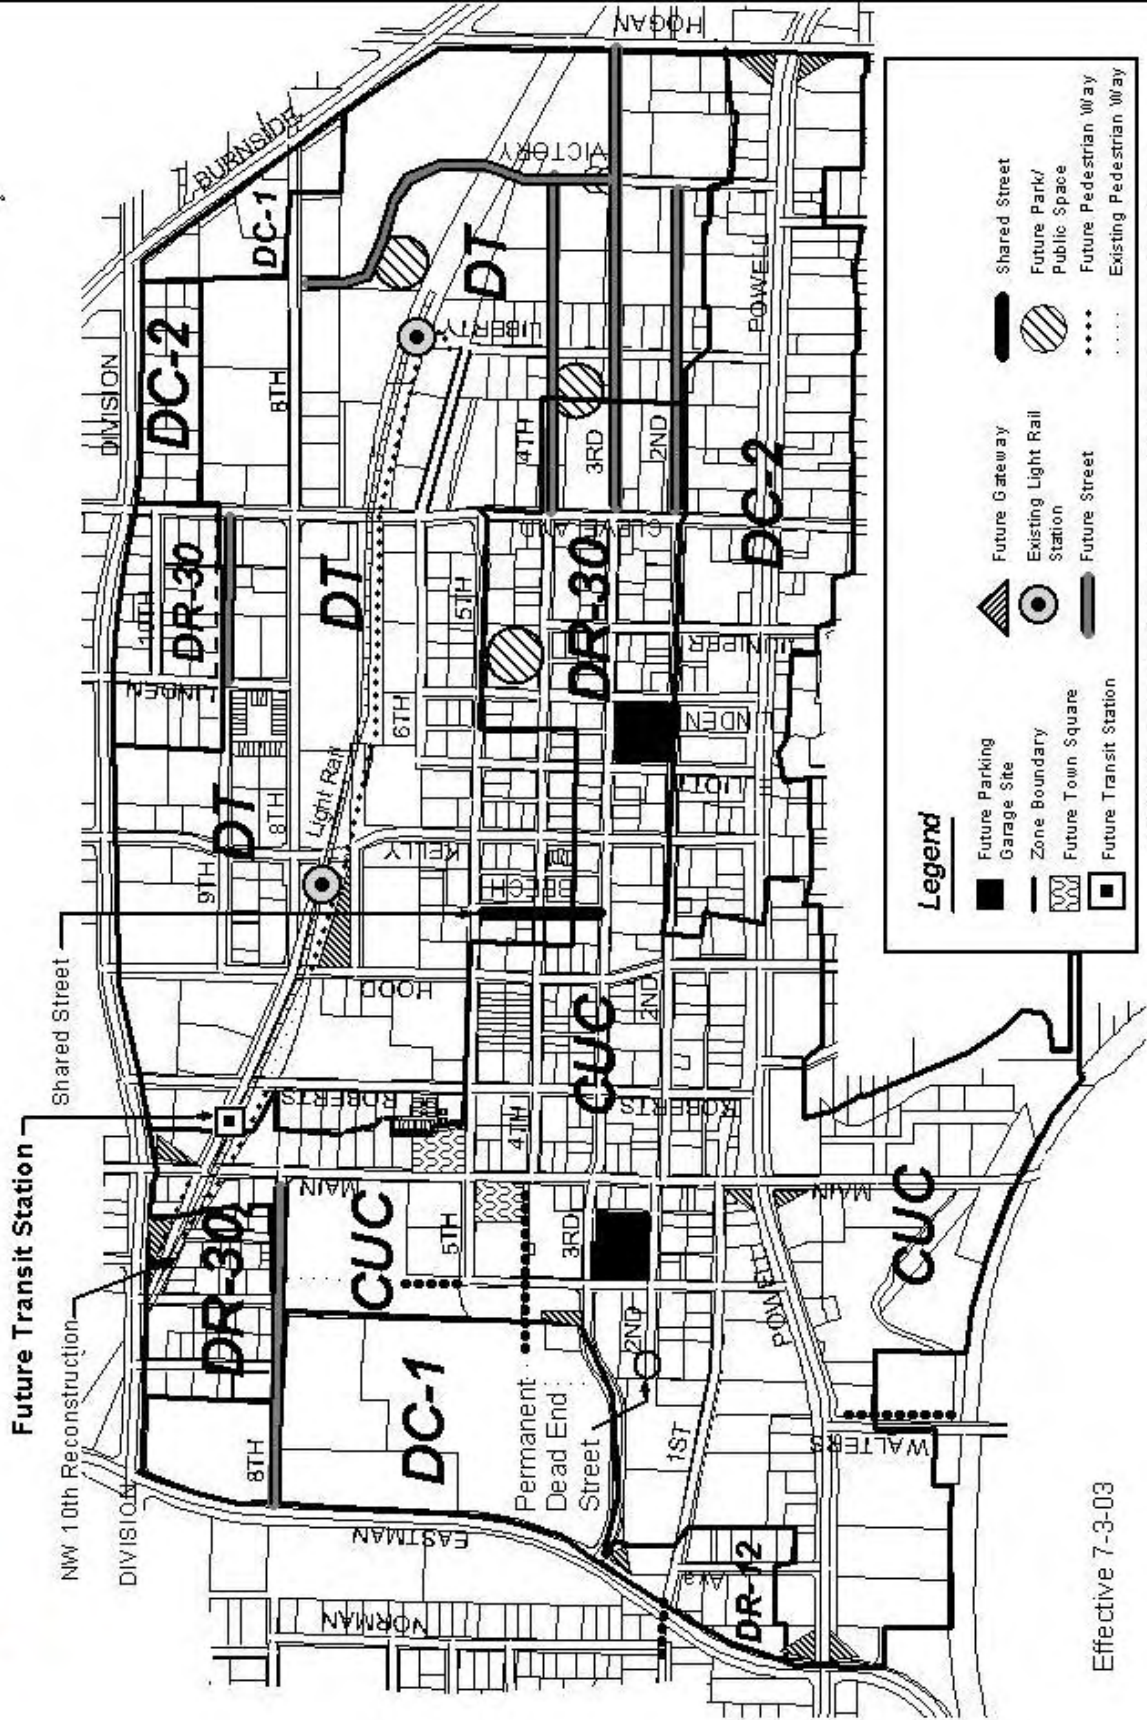 Future Transit Station
Shared Street
NW 10th Reconstruction
DIVISION
DIVISION
BURNSIDE
HOGAN
DC-2
DC-1
10TH
LINDEN
DR-30
DR-30
9TH
DT
8TH
8TH
8TH
DT
Light Rail
VICTORY
DT
LIBERTY
KELLY
HOOD
ROBERTS
MAIN
CUC
DC-1
EASTMAN
NORMAN
6TH
5TH
5TH
BEECH
4TH
4TH
3RD
3RD
2ND
2ND
2ND
CLEVELAND
DR-30
JUNIPER
NDEN
LIOTT
CUC
ROBERTS
Permanent
Dead End
Street
1ST
POWELL
POWELL
DC-2
MAIN
CUC
WALTERS
Ava
DR-12
Legend
Future Parking
Garage Site
Zone Boundary
Future Town Square
Future Transit Station
Future Gateway
Existing Light Rail
Station
Future Street
Shared Street
Future Park/
Public Space
Future Pedestrian Way
Existing Pedestrian Way
Effective 7-3-03